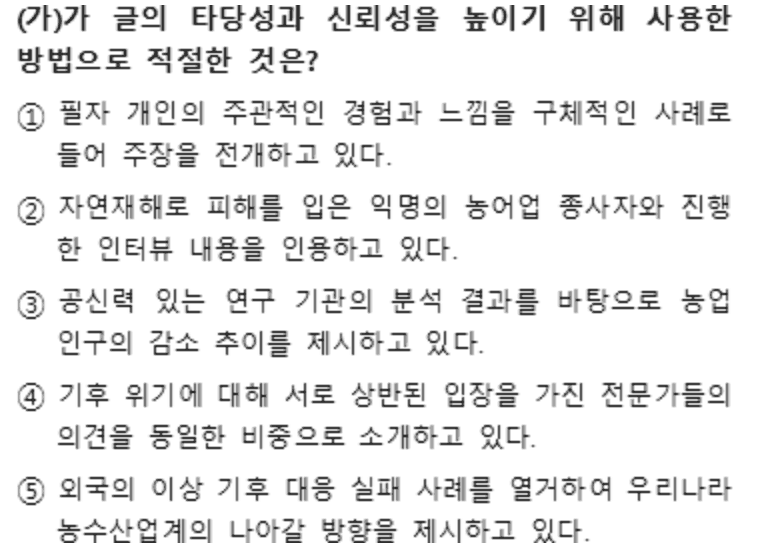 (가)가 글의 타당성과 신뢰성을 높이기 위해 사용한
방법으로 적절한 것은?
① 필자 개인의 주관적인 경험과 느낌을 구체적인 사례로
들어 주장을 전개하고 있다.
② 자연재해로 피해를 입은 익명의 농어업 종사자와 진행
한 인터뷰 내용을 인용하고 있다.
③ 공신력 있는 연구 기관의 분석 결과를 바탕으로 농업
인구의 감소 추이를 제시하고 있다.
④ 기후 위기에 대해 서로 상반된 입장을 가진 전문가들의
의견을 동일한 비중으로 소개하고 있다.
⑤ 외국의 이상 기후 대응 실패 사례를 열거하여 우리나라
농수산업계의 나아갈 방향을 제시하고 있다.